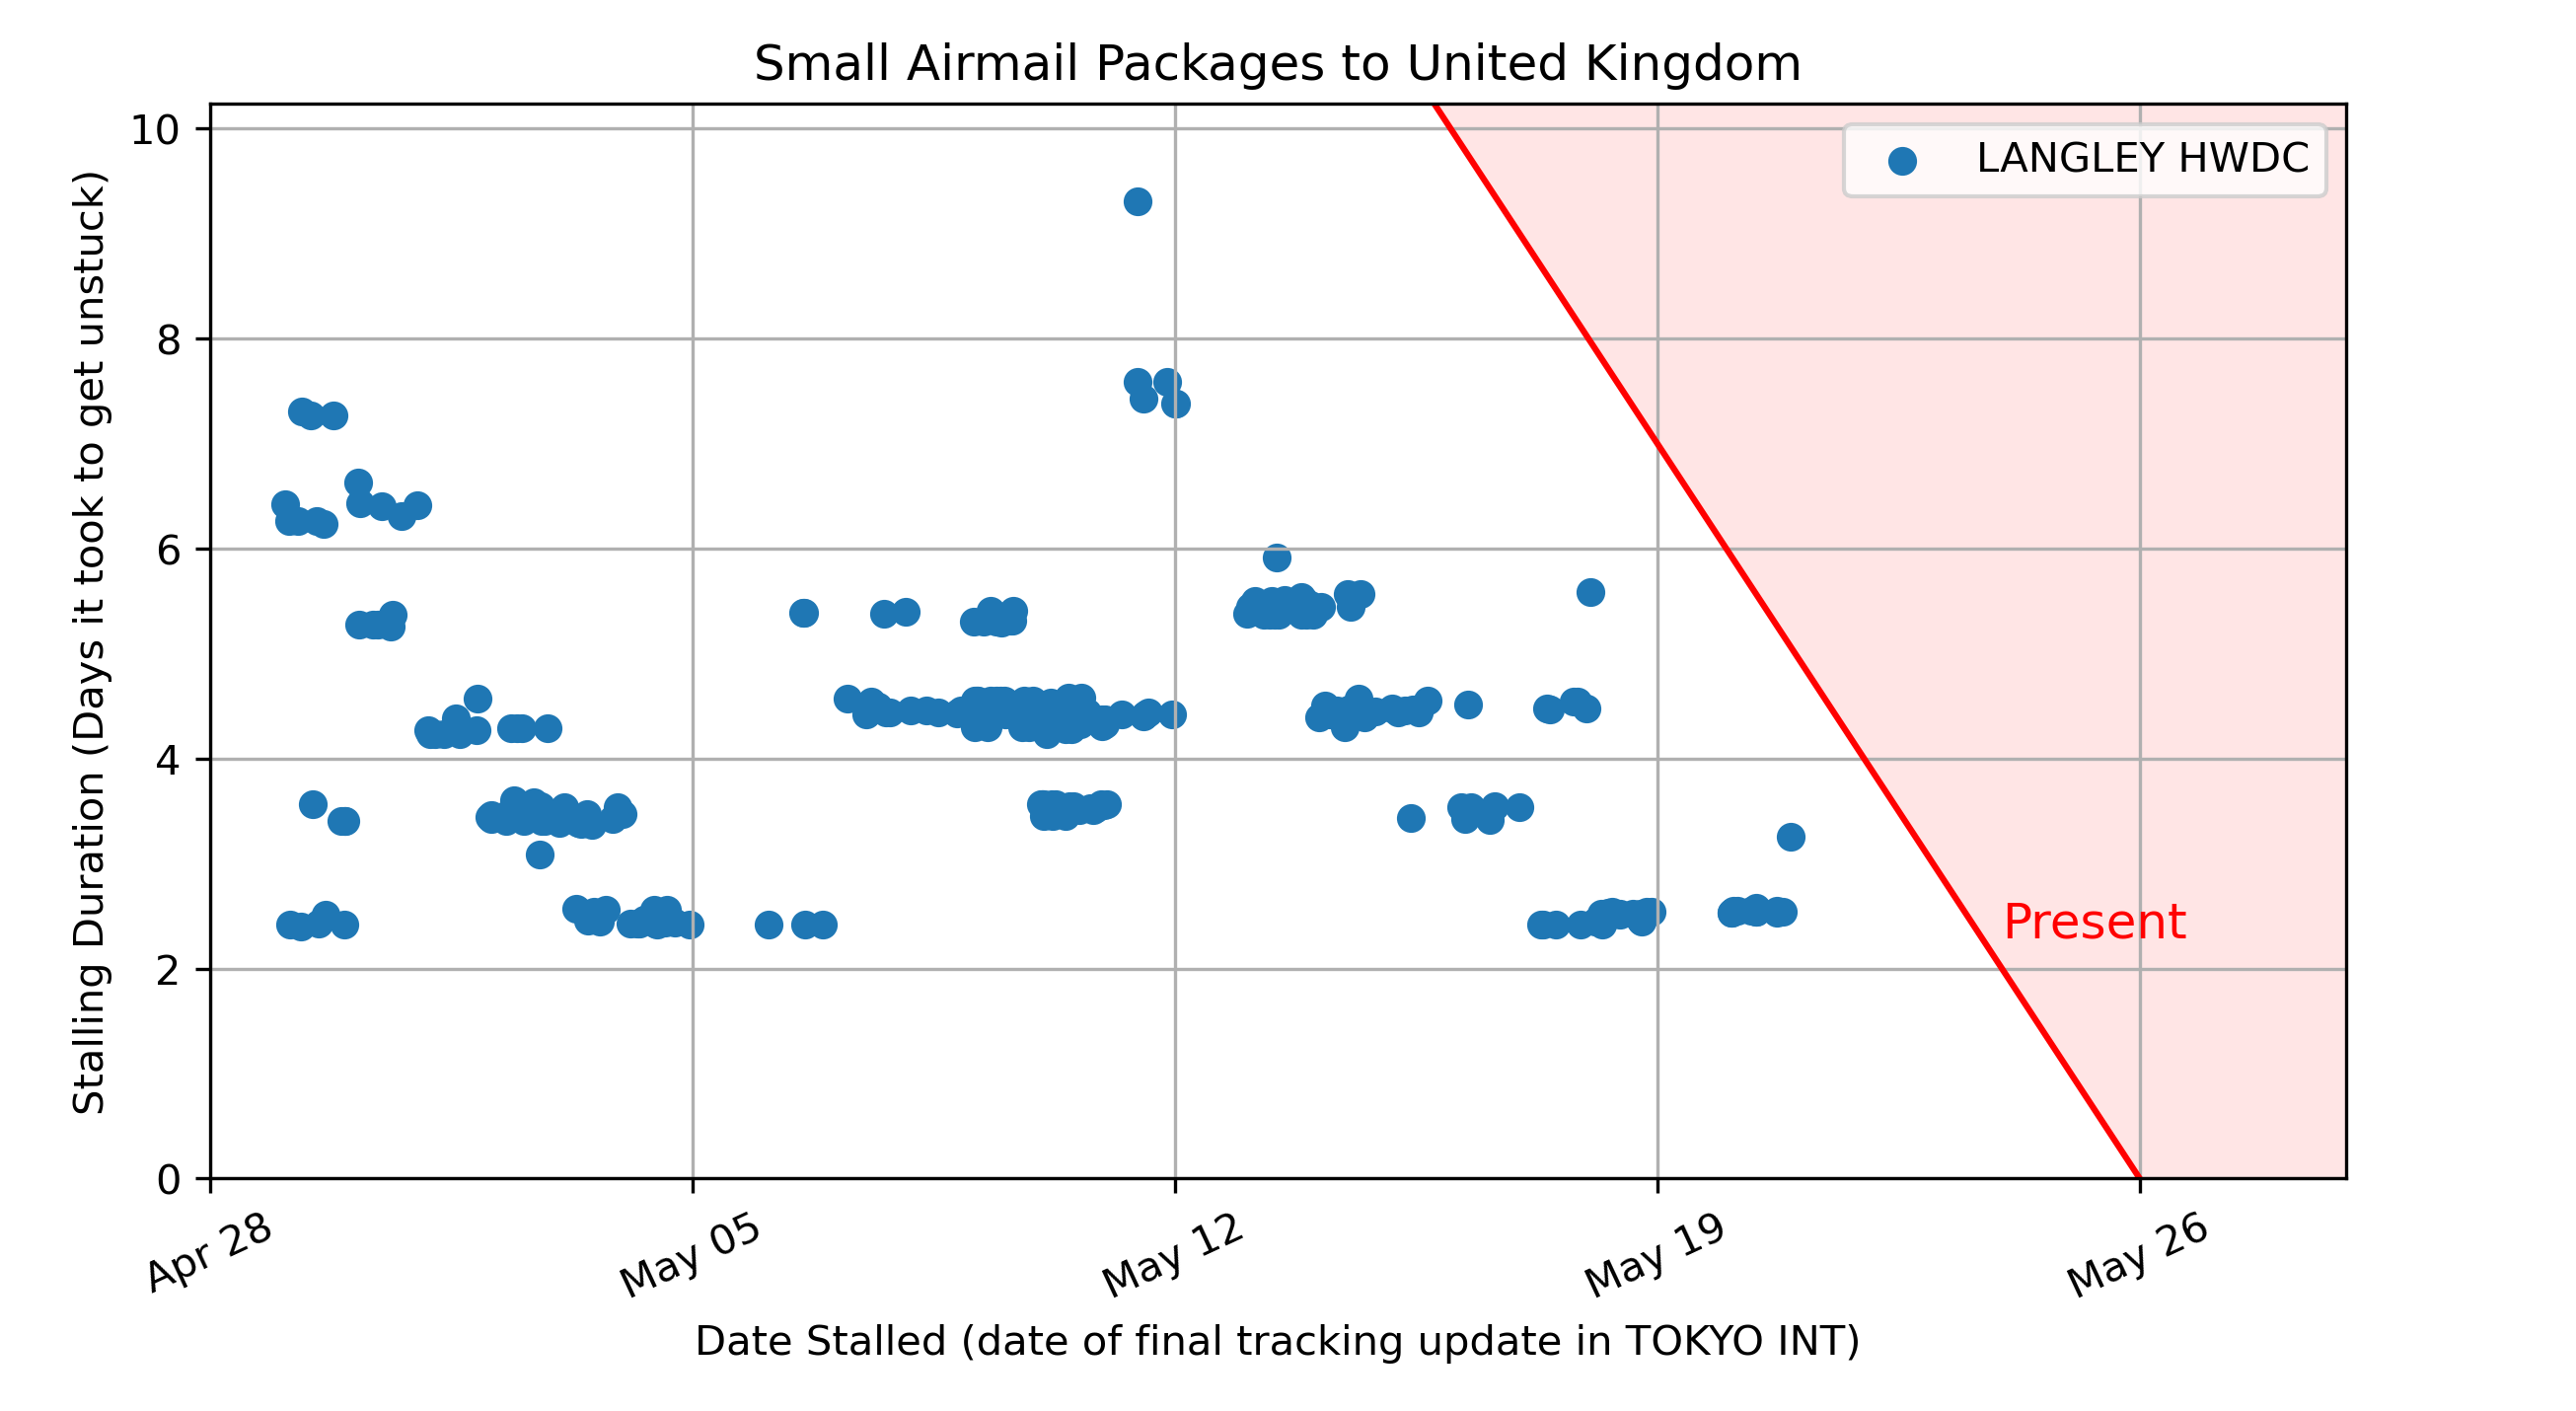 Small Airmail Packages to United Kingdom
Stalling Duration (Days it took to get unstuck)
10
8
6
4
2
0
LANGLEY HWDC
Present
Apr 28
May 05
May 12
May 19
May 26
Date Stalled (date of final tracking update in TOKYO INT)